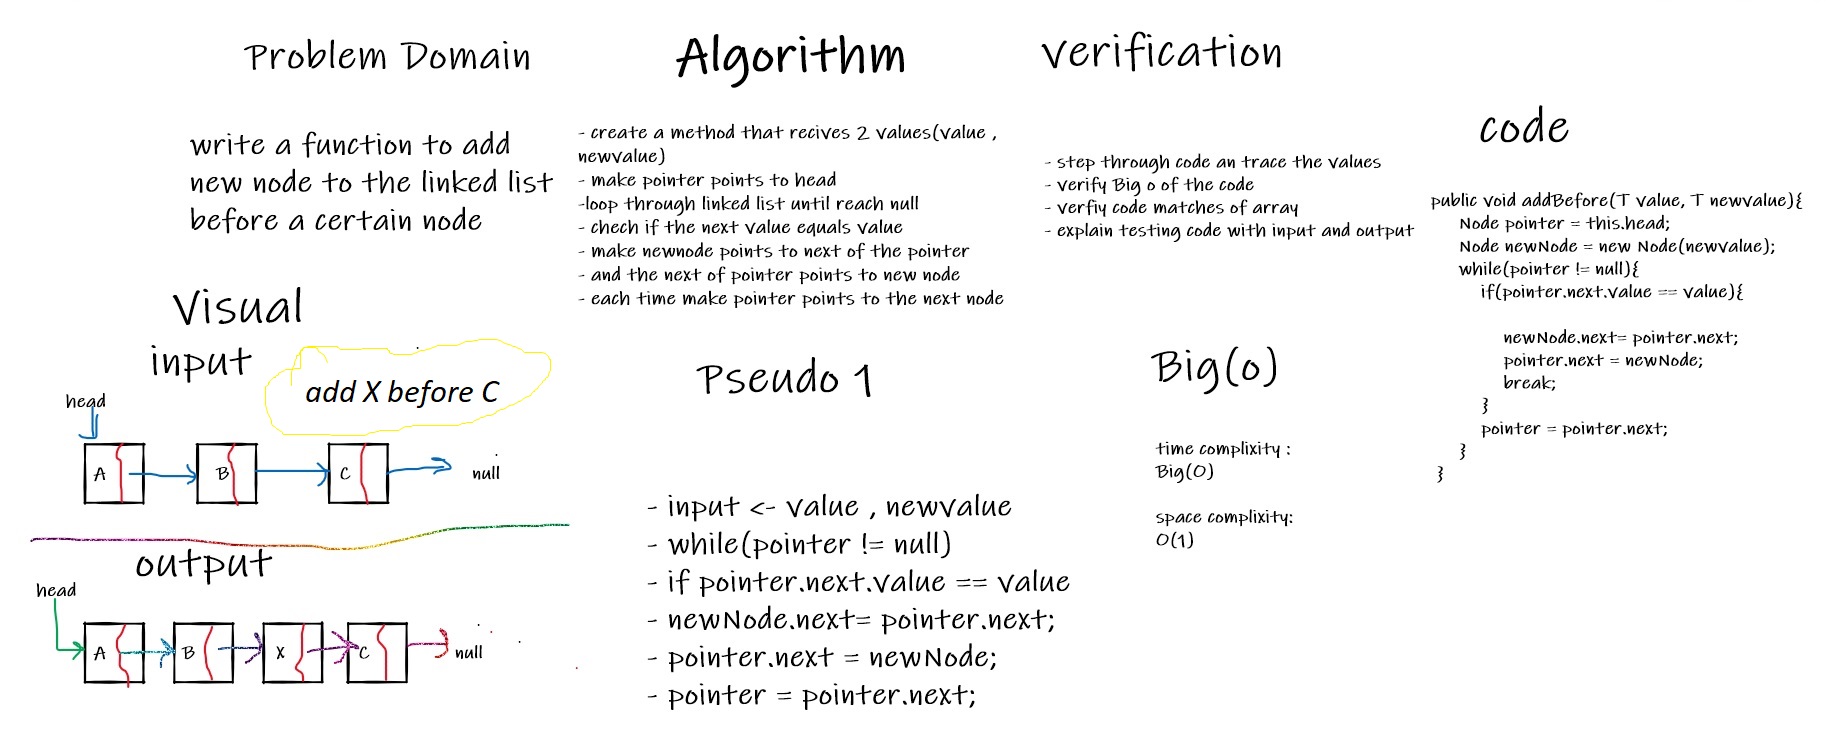 Problem Domain
write a function to add
new node to the linked list
before a certain node
Visual
input
add X before C
head
A
B
C
null
output
head
A
B
X
C
null
Algorithm
- create a method that recives 2 values(value ,
newvalue)
- make pointer points to head
-loop through linked list until reach null
- chech if the next value equals value
- make newnode points to next of the pointer
- and the next of pointer points to new node
- each time make pointer points to the next node
Pseudo 1
- input <- value , newvalue
- while(pointer != null)
- if pointer.next.value == value
- newNode.next= pointer.next;
- pointer.next = newNode;
- pointer = pointer.next;
verification
- step through code an trace the values
- verify Big o of the code
- verfiy code matches of array
- explain testing code with input and output
Big(o)
time complixity :
Big(O)
space complixity:
O(1)
code
public void addBefore(T value, T newvalue){
Node pointer = this.head;
Node newNode = new Node(newvalue);
while(pointer != null){
if(pointer.next.value == value){
newNode.next= pointer.next;
pointer.next = newNode;
break;
}
pointer = pointer.next;
}
}